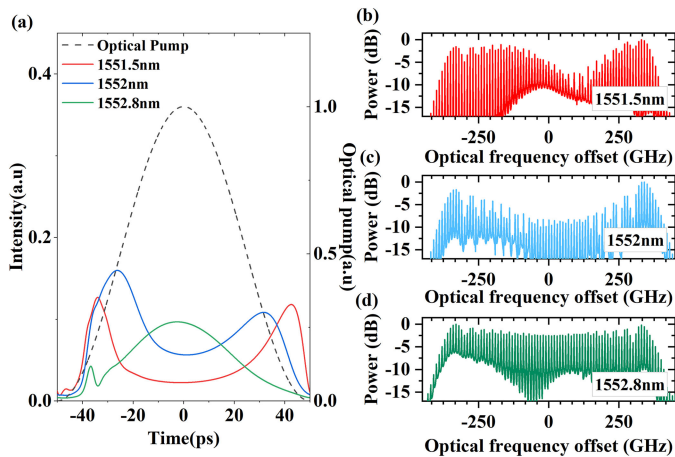 (a)
Optical Pump
1551.5nm
1552nm
1552.8nm
Intensity(a.u)
0.4
0.2
0.0
Optical pump(a.u)
1.0
0.5
0.0
-40 -20 0 20 40
Time(ps)
(b)
Power (dB)
0
-5
-10
-15
1551.5nm
-250 0 250
Optical frequency offset (GHz)
(c)
Power (dB)
0
-5
-10
-15
1552nm
-250 0 250
Optical frequency offset (GHz)
(d)
Power (dB)
0
-5
-10
-15
1552.8nm
-250 0 250
Optical frequency offset (GHz)